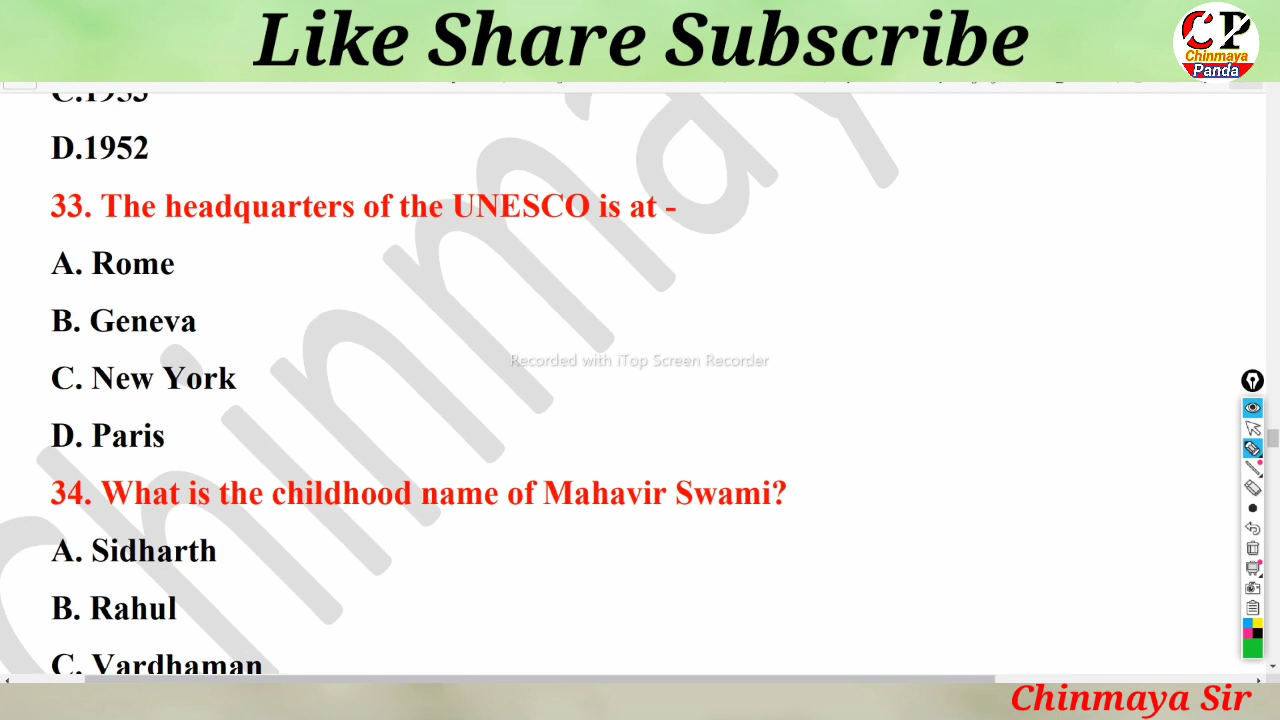 Like Share Subscribe
CP
Chinmaya
Panda
D.1952
33. The headquarters of the UNESCO is at -
A. Rome
B. Geneva
Recorded with iTop Screen Recorder
C. New York
D. Paris
34. What is the childhood name of Mahavir Swami?
A. Sidharth
B. Rahul
C. Vardhaman
Chinmaya Sir